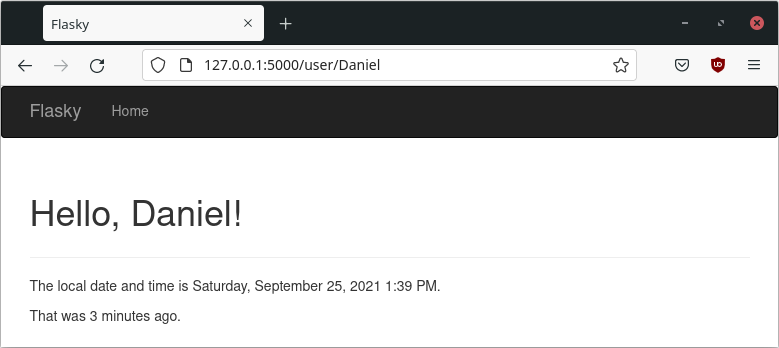 Flasky
127.0.0.1:5000/user/Daniel
Flasky Home
Hello, Daniel!
The local date and time is Saturday, September 25, 2021 1:39 PM.
That was 3 minutes ago.